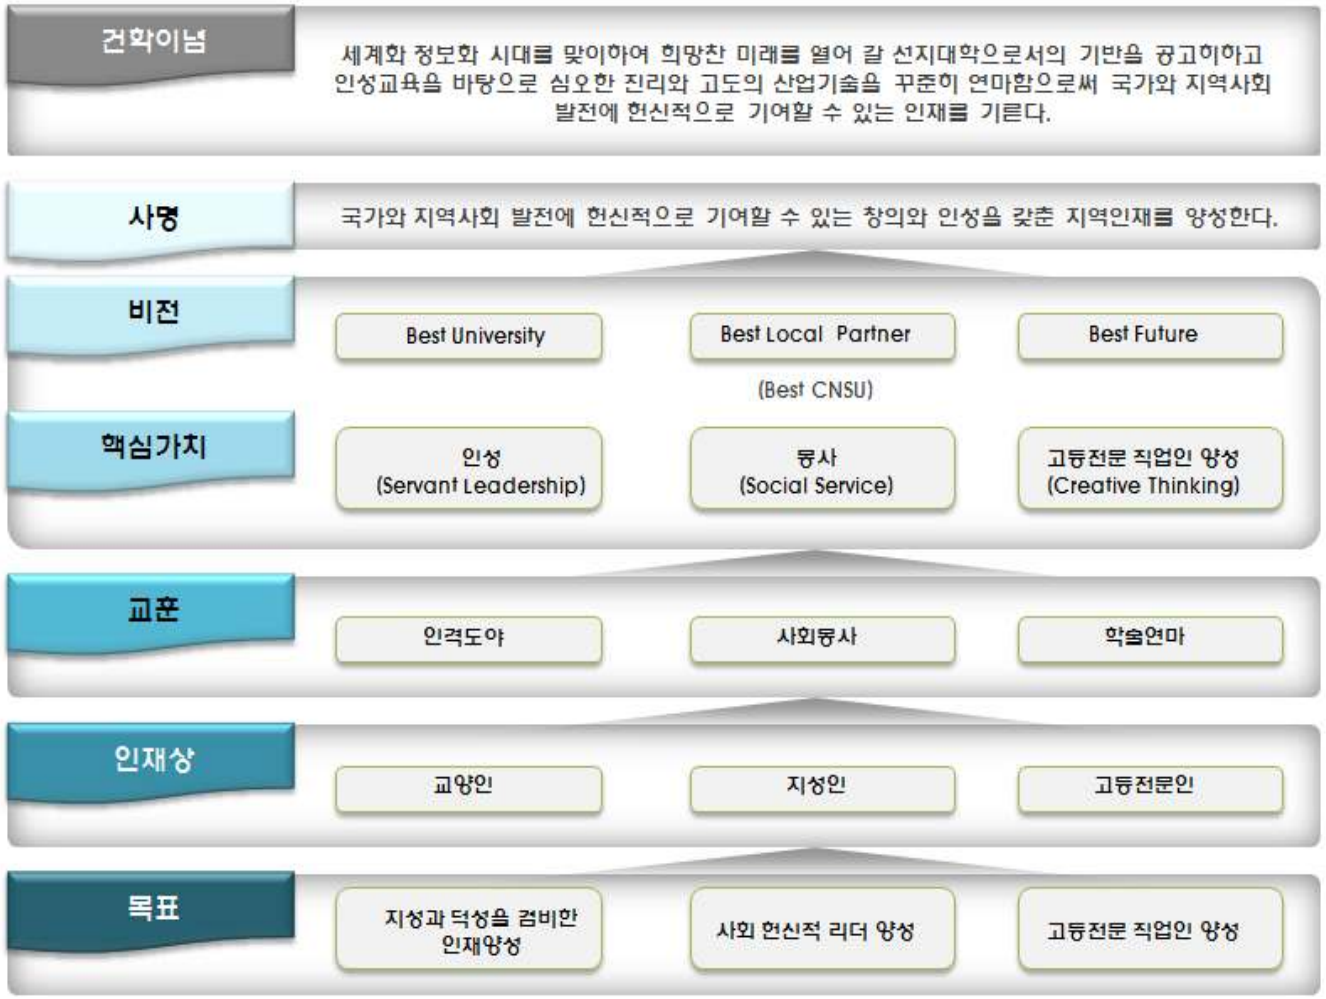 건학이념
세계화 정보화 시대를 맞이하여 희망찬 미래를 열어 갈 선지대학으로서의 기반을 공고히하고
인성교육을 바탕으로 심오한 진리와 고도의 산업기술을 꾸준히 연마함으로써 국가와 지역사회
발전에 헌신적으로 기여할 수 있는 인재를 기른다.
사명
국가와 지역사회 발전에 헌신적으로 기여할 수 있는 창의와 인성을 갖춘 지역인재를 양성한다.
비전
Best University
Best Local Partner
Best Future
(Best CNSU)
핵심가치
인성
(Servant Leadership)
봉사
(Social Service)
고등전문 직업인 양성
(Creative Thinking)
교훈
인격도야
사회봉사
학술연마
인재상
교양인
지성인
고등전문인
목표
지성과 덕성을 겸비한
인재양성
사회 헌신적 리더 양성
고등전문 직업인 양성